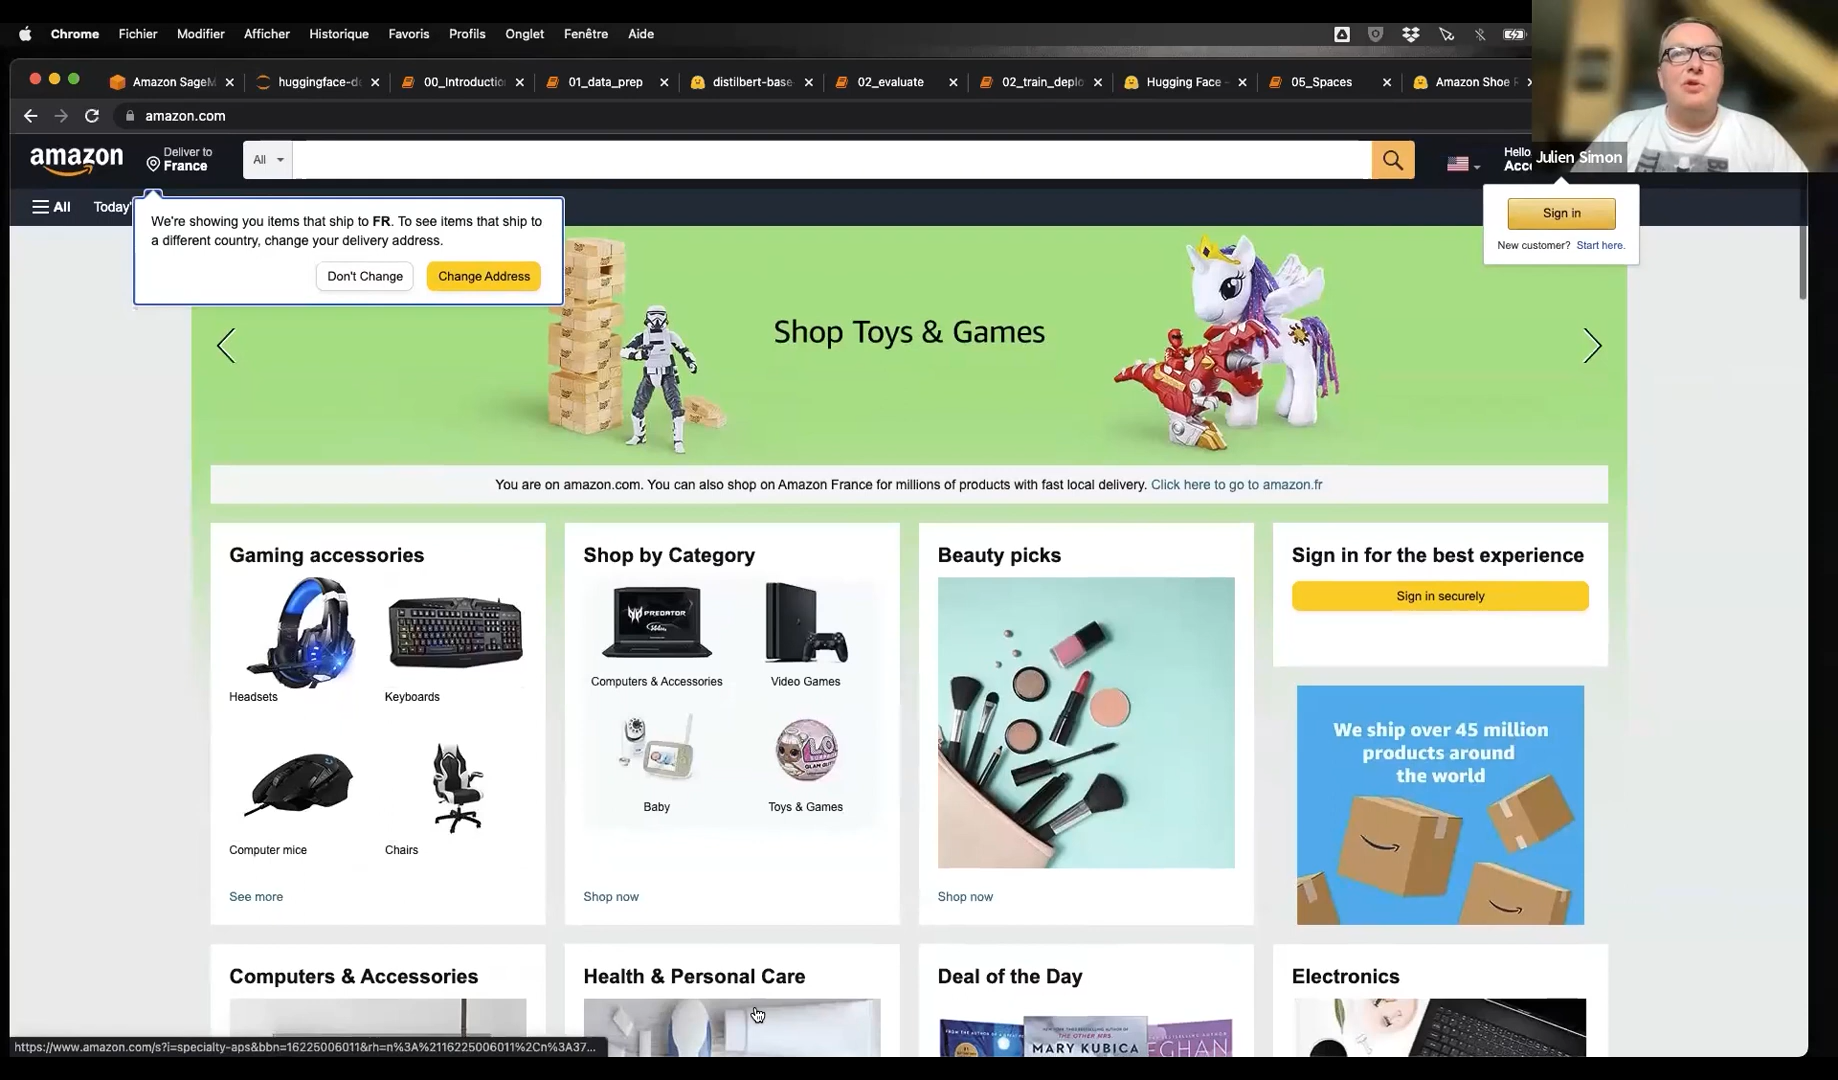 Chrome Fichier Modifier Afficher Historique Favoris Profils Onglet Fenêtre Aide
Amazon SageM
huggingface-de
00_Introduction
01_data_prep
distilbert-base-
02_evaluate
02_train_deplo
Hugging Face –
05_Spaces
Amazon Shoe R
amazon.com
amazon
Deliver to
France
All
Hello
Acc
Julien Simon
All
Today'
We're showing you items that ship to FR. To see items that ship to
a different country, change your delivery address.
Don't Change
Change Address
Sign in
New customer? Start here.
Shop Toys & Games
You are on amazon.com. You can also shop on Amazon France for millions of products with fast local delivery. Click here to go to amazon.fr
Gaming accessories
Headsets
Keyboards
Computer mice
Chairs
See more
Shop by Category
PREDATOR
Computers & Accessories
Video Games
Baby
Toys & Games
Shop now
Beauty picks
Shop now
Sign in for the best experience
Sign in securely
We ship over 45 million
products around
the world
Computers & Accessories
Health & Personal Care
Deal of the Day
MARY KUBICA
Electronics
https://www.amazon.com/s?i=specialty-aps&bbn=16225006011&rh=n%3A%2116225006011%2Cn%3A37...